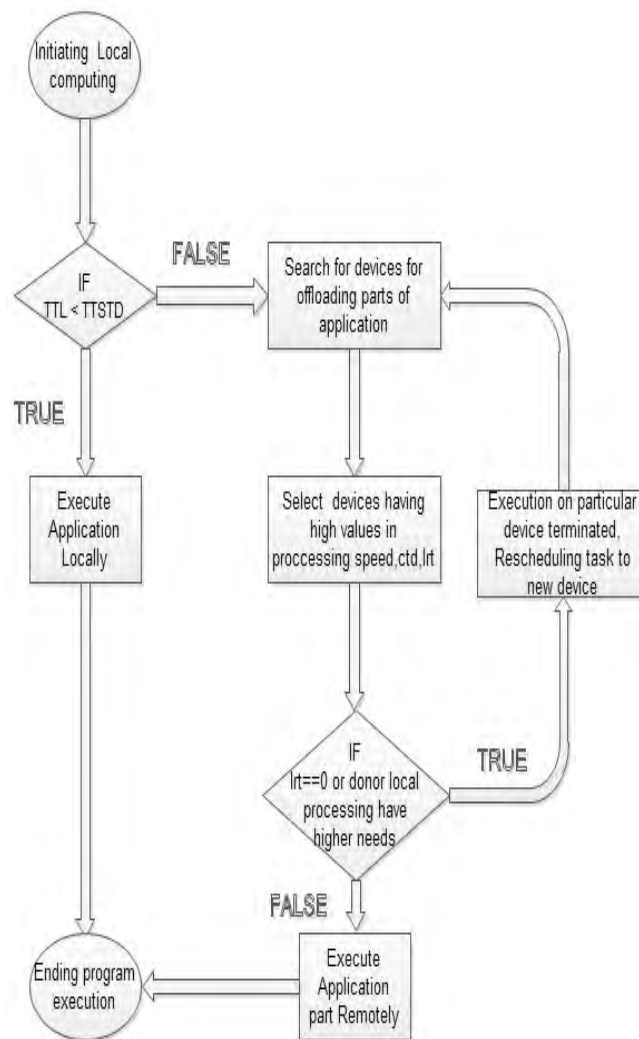 Initiating Local
computing
IF
TTL < TTSTD
FALSE
Search for devices for
offloading parts of
application
TRUE
Execute
Application
Locally
Select devices having
high values in
proccessing speed,ctd,lrt
Execution on particular
device terminated,
Rescheduling task to
new device
IF
lrt==0 or donor local
processing have
higher needs
TRUE
FALSE
Ending program
execution
Execute
Application
part Remotely